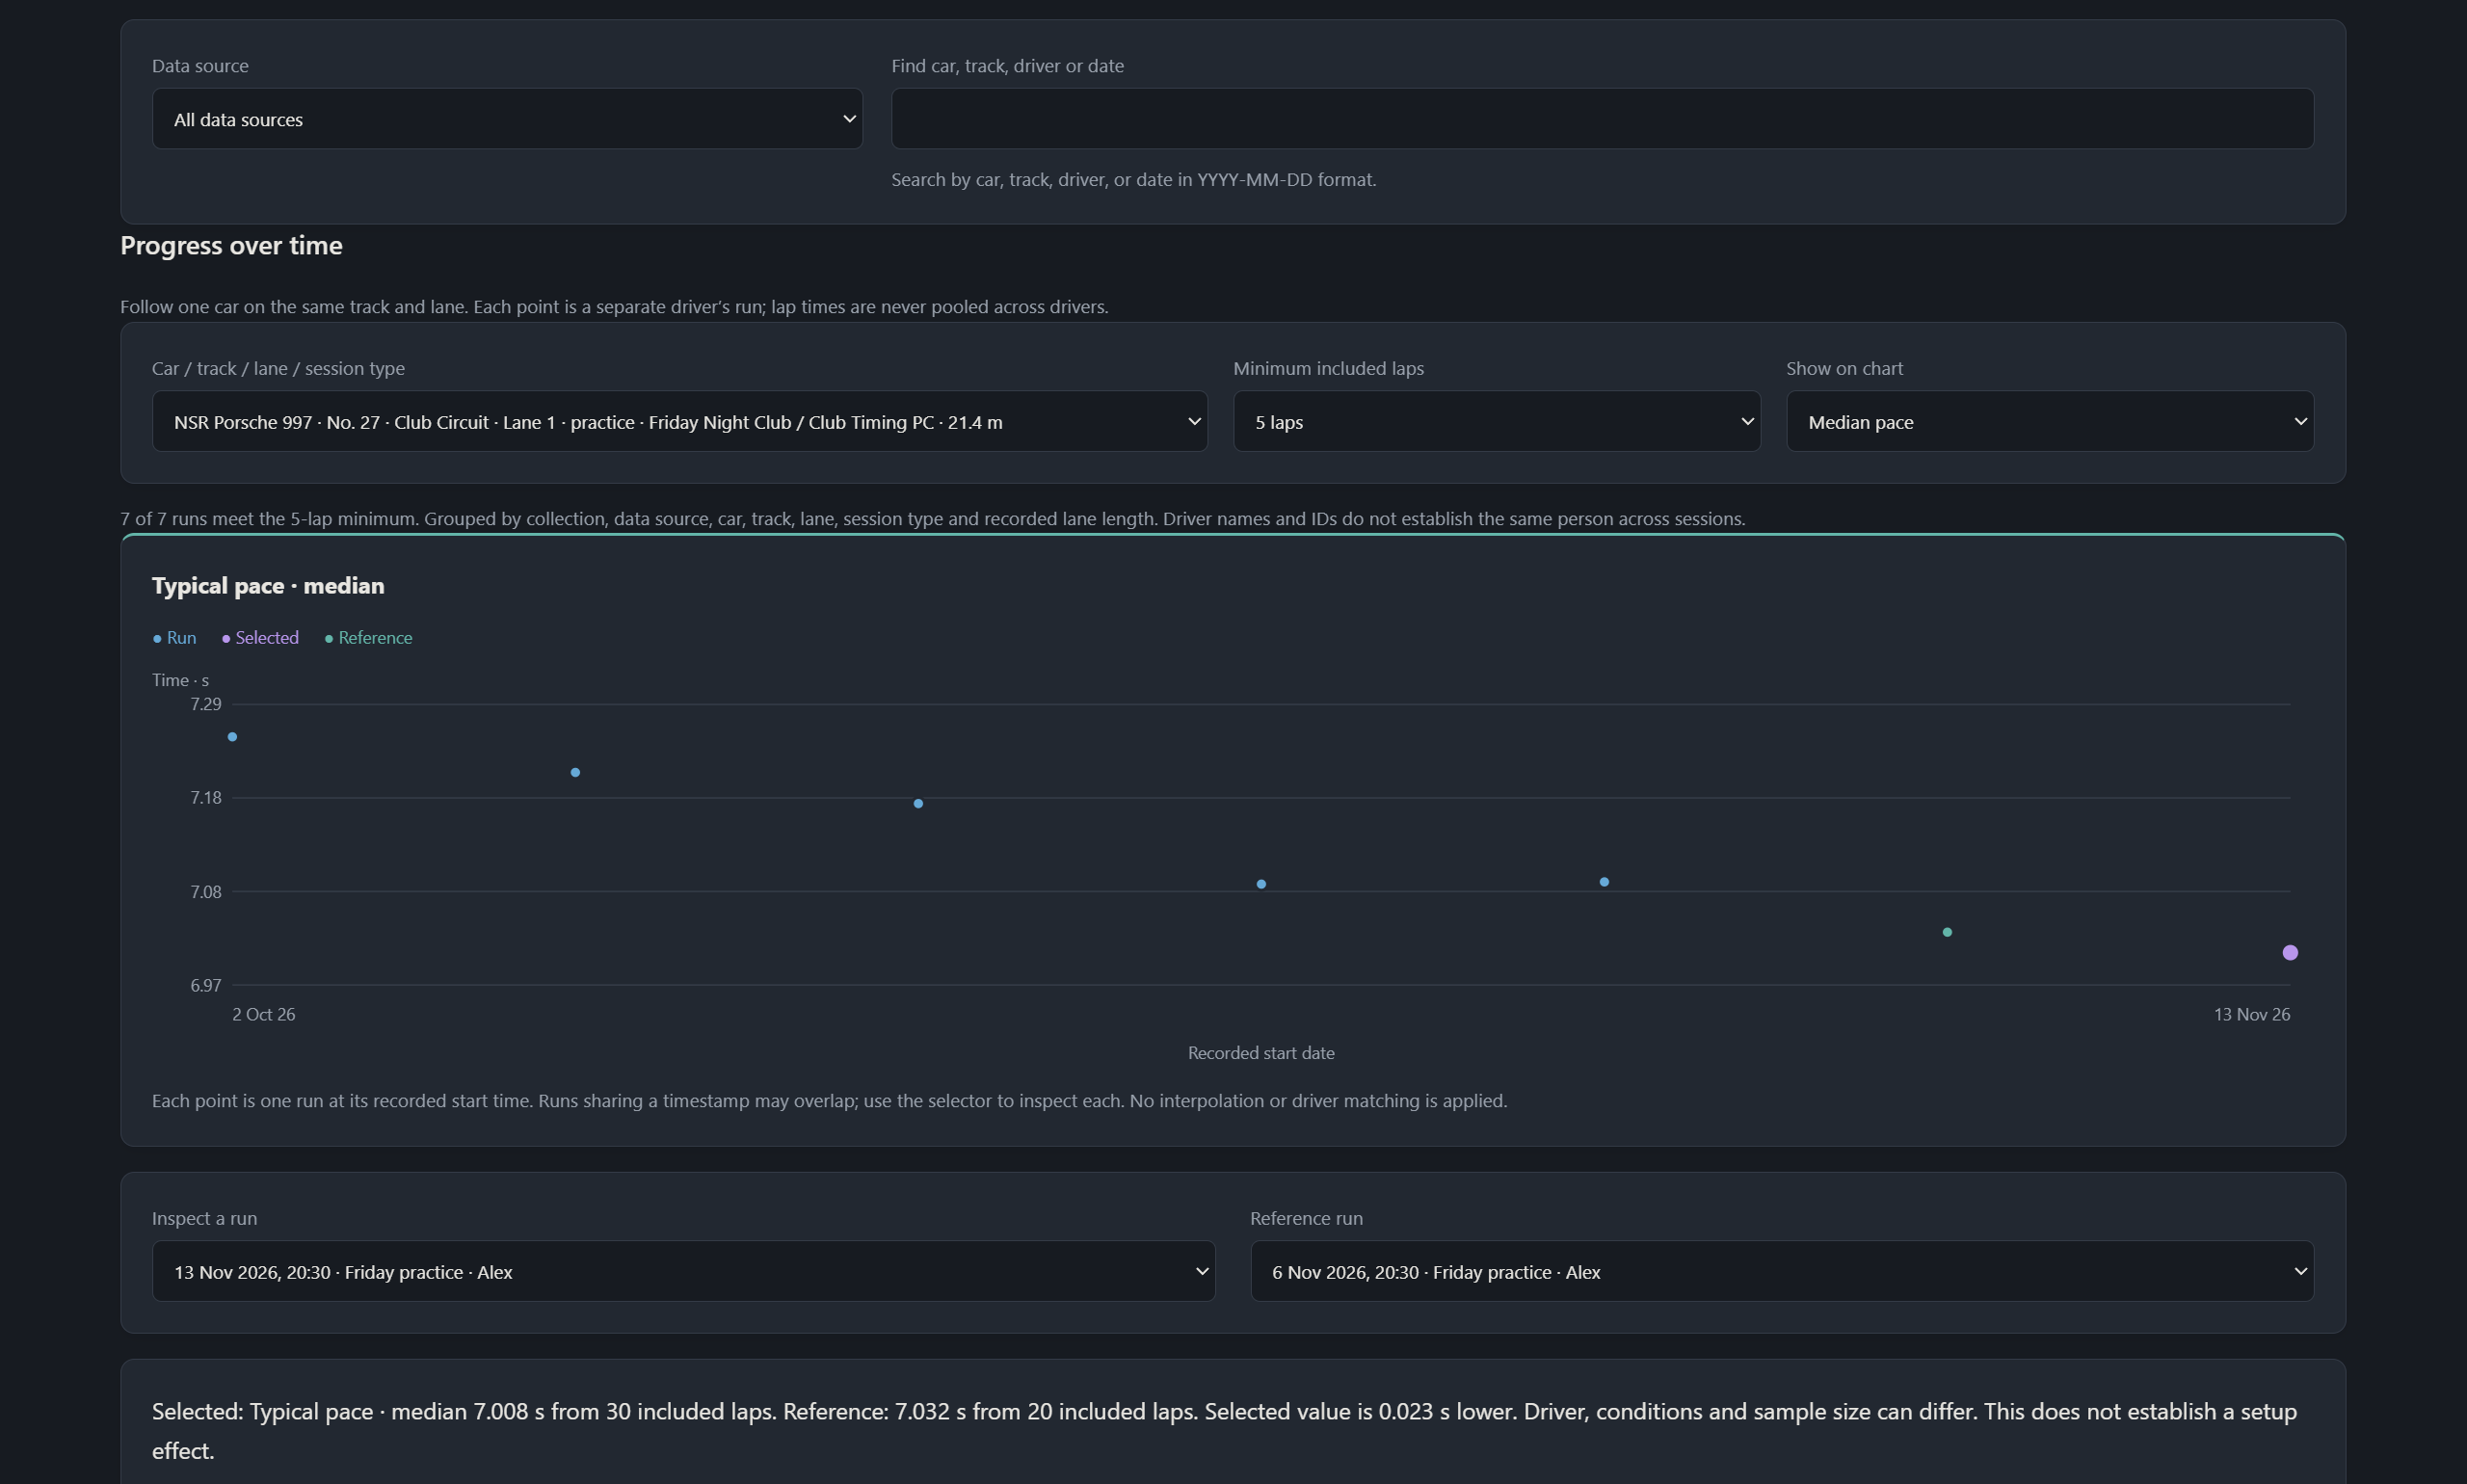 Data source
Find car, track, driver or date
All data sources
Search by car, track, driver, or date in YYYY-MM-DD format.
Progress over time
Follow one car on the same track and lane. Each point is a separate driver’s run; lap times are never pooled across drivers.
Car / track / lane / session type
Minimum included laps
Show on chart
NSR Porsche 997 · No. 27 · Club Circuit · Lane 1 · practice · Friday Night Club / Club Timing PC · 21.4 m
5 laps
Median pace
7 of 7 runs meet the 5-lap minimum. Grouped by collection, data source, car, track, lane, session type and recorded lane length. Driver names and IDs do not establish the same person across sessions.
Typical pace · median
Run
Selected
Reference
Time · s
7.29
7.18
7.08
6.97
2 Oct 26
13 Nov 26
Recorded start date
Each point is one run at its recorded start time. Runs sharing a timestamp may overlap; use the selector to inspect each. No interpolation or driver matching is applied.
Inspect a run
Reference run
13 Nov 2026, 20:30 · Friday practice · Alex
6 Nov 2026, 20:30 · Friday practice · Alex
Selected: Typical pace · median 7.008 s from 30 included laps. Reference: 7.032 s from 20 included laps. Selected value is 0.023 s lower. Driver, conditions and sample size can differ. This does not establish a setup
effect.